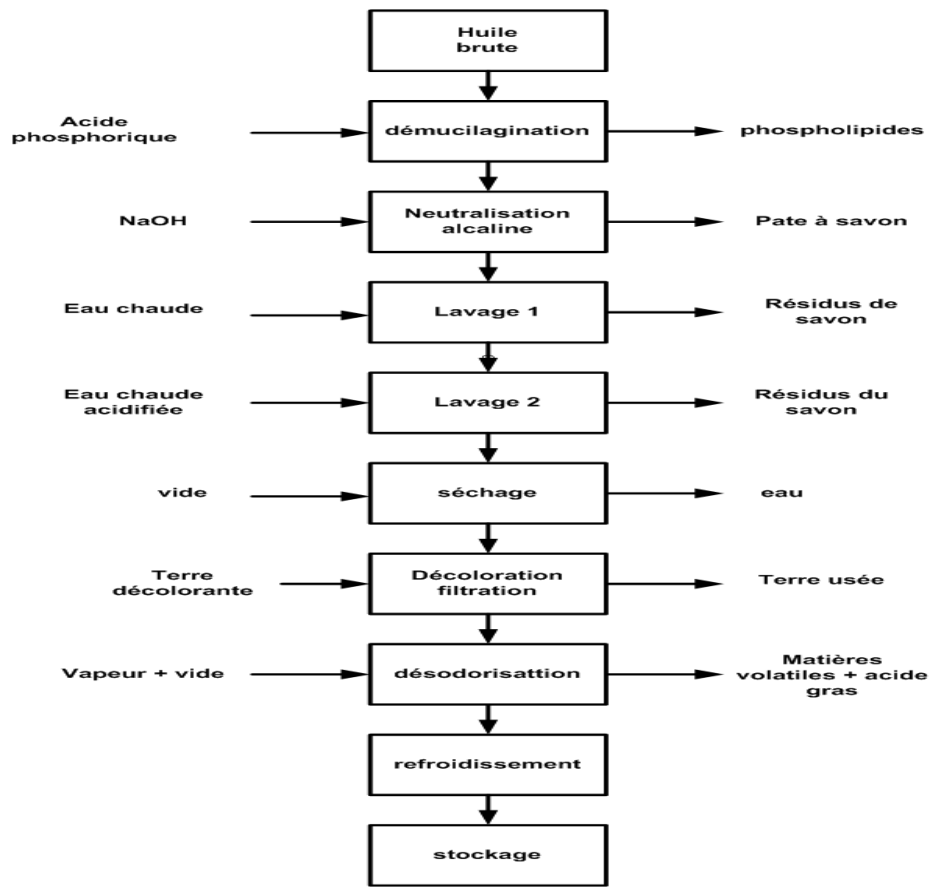 Huile
brute
Acide
phosphorique
démucilagination
phospholipides
NaOH
Neutralisation
alcaline
Pate à savon
Eau chaude
Lavage 1
Résidus de
savon
Eau chaude
acidifiée
Lavage 2
Résidus du
savon
vide
séchage
eau
Terre
décolorante
Décoloration
filtration
Terre usée
Vapeur + vide
désodorisattion
Matières
volatiles + acide
gras
refroidissement
stockage